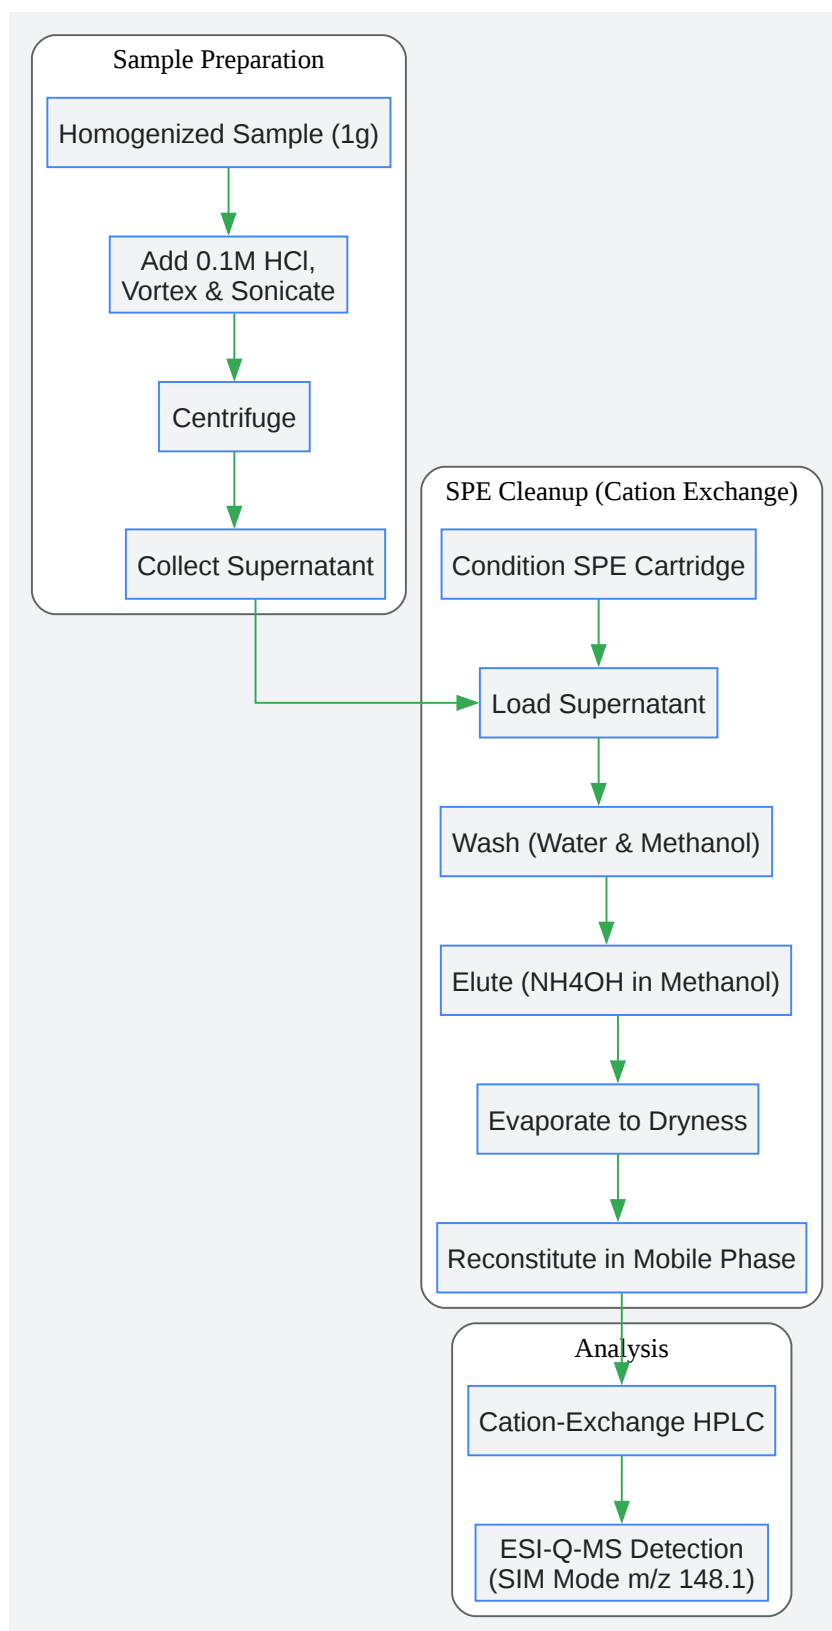 Sample Preparation
Homogenized Sample (1g)
Add 0.1M HCl,
Vortex & Sonicate
Centrifuge
Collect Supernatant
SPE Cleanup (Cation Exchange)
Condition SPE Cartridge
Load Supernatant
Wash (Water & Methanol)
Elute (NH4OH in Methanol)
Evaporate to Dryness
Reconstitute in Mobile Phase
Analysis
Cation-Exchange HPLC
ESI-Q-MS Detection
(SIM Mode m/z 148.1)